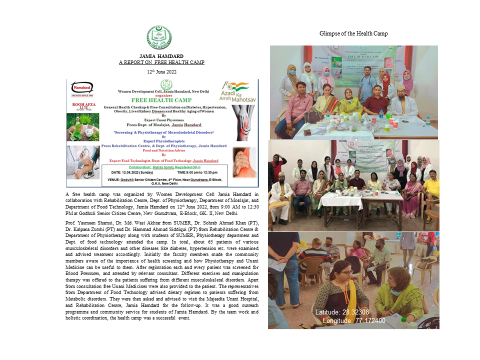 JAMIA HAMDARD
A REPORT ON FREE HEALTH CAMP
12th June 2022
Hamdard
Azadi Ka
Amrit Mahotsav
Women Development Cell, Jamia Hamdard, New Delhi
organizes
FREE HEALTH CAMP
General Health Checkup & Free Consultation on Diabetes, Hypertension,
Obesity, Liver/Kidney Disease and Healthy Aging of Women
By
Expert Unani Physicians
From Dept. of Moalajat, Jamia Hamdard
'Screening & Physiotherapy of Musculoskeletal Disorders'
By
Expert Physiotherapists
From Rehabilitation Centre, & Dept. of Physiotherapy, Jamia Hamdard
Food and Nutrition Advice
By
Expert Food Technologists Dept. of Food Technology, Jamia Hamdard
DATE: 12.06.2022 (Sunday) TIME 9:00 am to 12:30 pm
VENUE: Senior Citizen Centre,
New Delhi
A free health camp was organized by Women Development Cell Jamia Hamdard in
collaboration with Rehabilitation Centre, Dept. of Physiotherapy, Department of Moalajat, and
Department of Food Technology, Jamia Hamdard on 12th June 2022, from 9:00 AM to 12:30
PM at Senior Citizen Centre, New Gurudwara, E-Block, GK. II, New Delhi.
Prof. Yasmeen Shamsi, Dr. Md. Wasi Akhtar from SUMER, Dr. Sohrab Ahmad Khan (PT),
Dr. Kalpana Zutshi (PT) and Dr. Hammad Ahmad Siddiqui (PT) from Rehabilitation Centre &
Department of Physiotherapy along with students of SUMER, Physiotherapy department and
Dept. of food technology attended the camp. In total, about 65 patients of various
musculoskeletal disorders and other diseases like diabetes, hypertension etc. were examined
and advised treatment accordingly. Initially the faculty members made the community
members aware of the importance of health screening and how Physiotherapy and Unani
Medicine can be useful to them. After registration each and every patient was screened for
Blood Pressure, and attended by relevant consultant. Different exercises and manipulation
therapy was offered to the patients suffering from different musculoskeletal disorders. Apart
from consultation free Unani Medicines were also provided to the patient. The representatives
from Department of Food Technology advised dietary regimen to patients suffering from
Metabolic disorders. They were then asked and advised to visit the Majeedia Unani Hospital,
and Rehabilitation Centre, Jamia Hamdard for the follow-up. It was a good outreach
programme and community service for students of Jamia Hamdard. By the team work and
holistic coordination, the health camp was a successful event.
Glimpse of the Health Camp
Latitude: 28.32308
Longitude: 77.172400